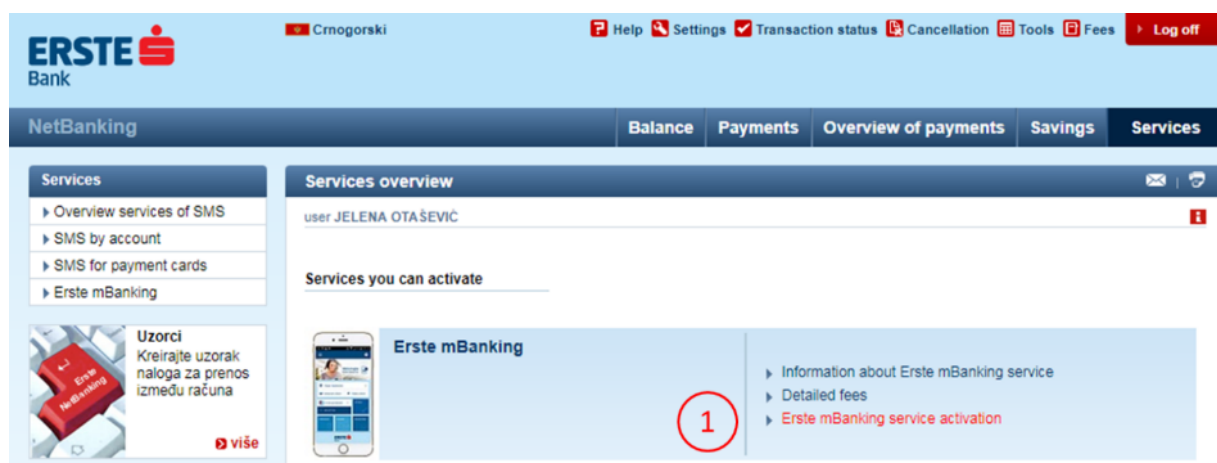 Crnogorski
Help Settings Transaction status Cancellation Tools Fees Log off
ERSTE
Bank
NetBanking
Balance Payments Overview of payments Savings Services
Services
Overview services of SMS
SMS by account
SMS for payment cards
Erste mBanking
Uzorci
Kreirajte uzorak
naloga za prenos
između računa
više
Erste
NetBanking
Services overview
user JELENA OTAŠEVIĆ
Services you can activate
Erste mBanking
Information about Erste mBanking service
Detailed fees
1
Erste mBanking service activation